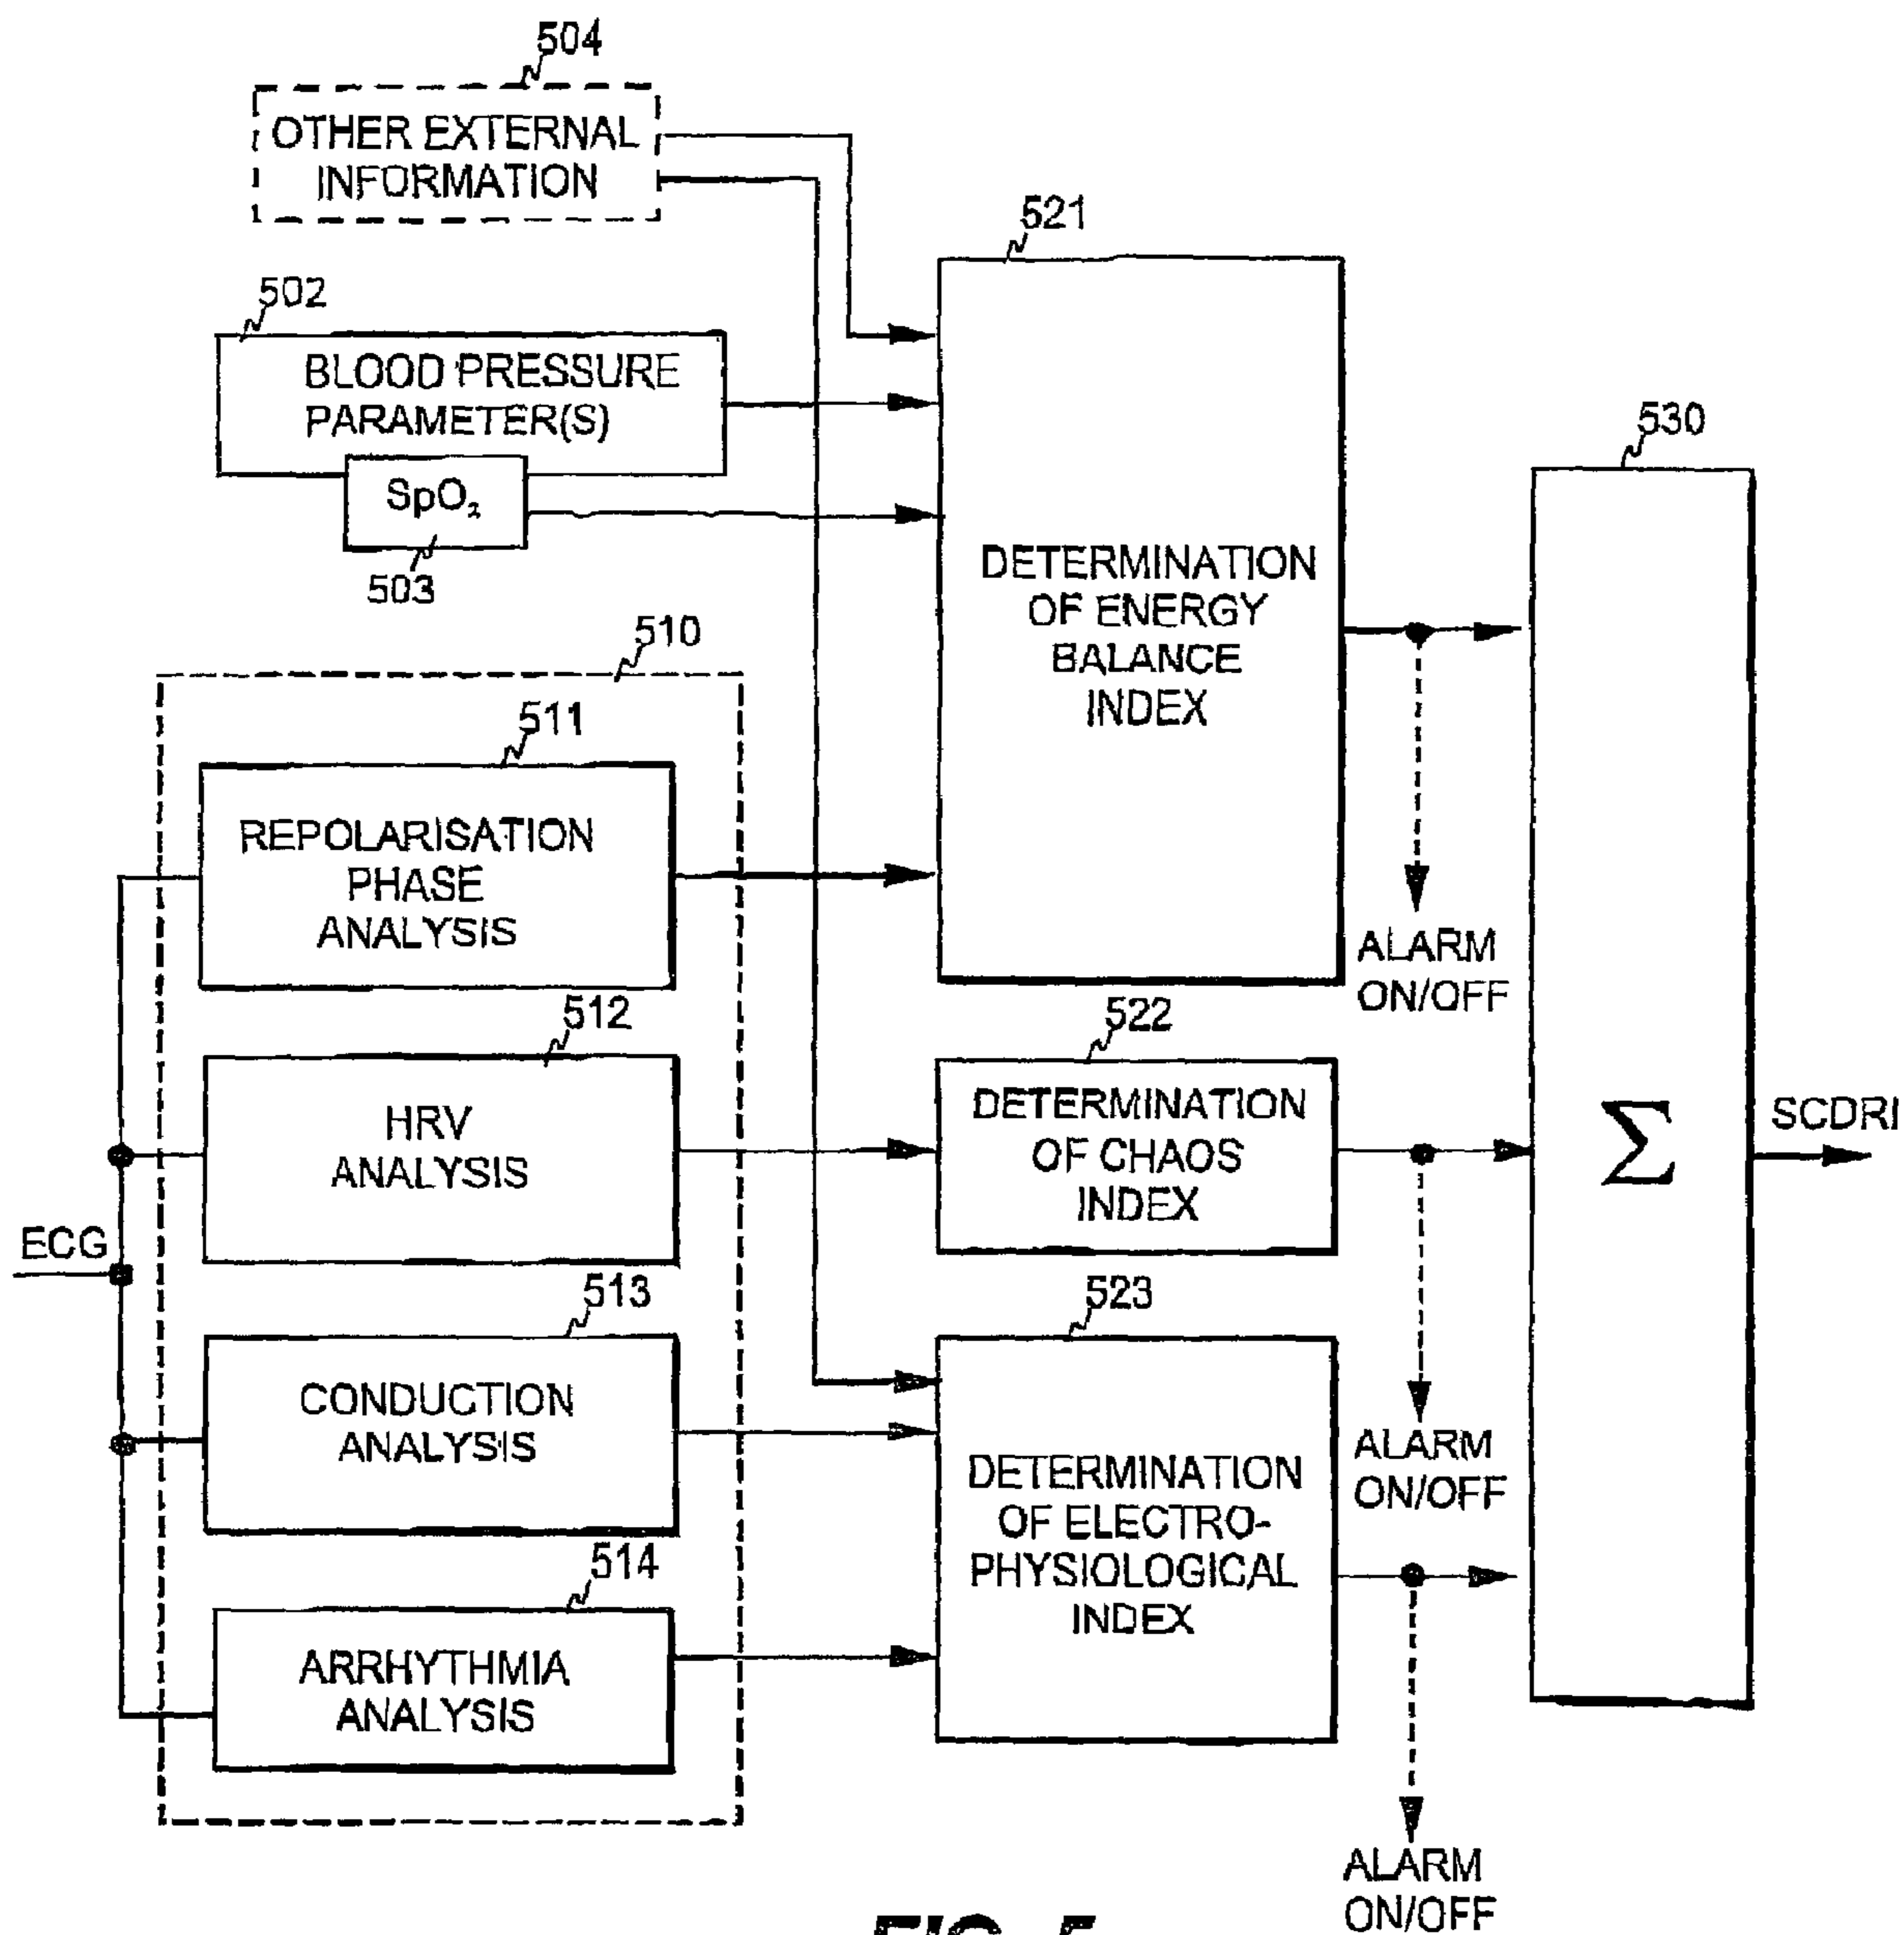 504
OTHER EXTERNAL
INFORMATION
502
BLOOD PRESSURE
PARAMETER(S)
SpO₂
503
510
511
REPOLARISATION
PHASE
ANALYSIS
512
HRV
ANALYSIS
ECG
513
CONDUCTION
ANALYSIS
514
ARRHYTHMIA
ANALYSIS
521
DETERMINATION
OF ENERGY
BALANCE
INDEX
ALARM
ON/OFF
522
DETERMINATION
OF CHAOS
INDEX
ALARM
ON/OFF
523
DETERMINATION
OF ELECTRO-
PHYSIOLOGICAL
INDEX
ALARM
ON/OFF
530
Σ
SCDRI